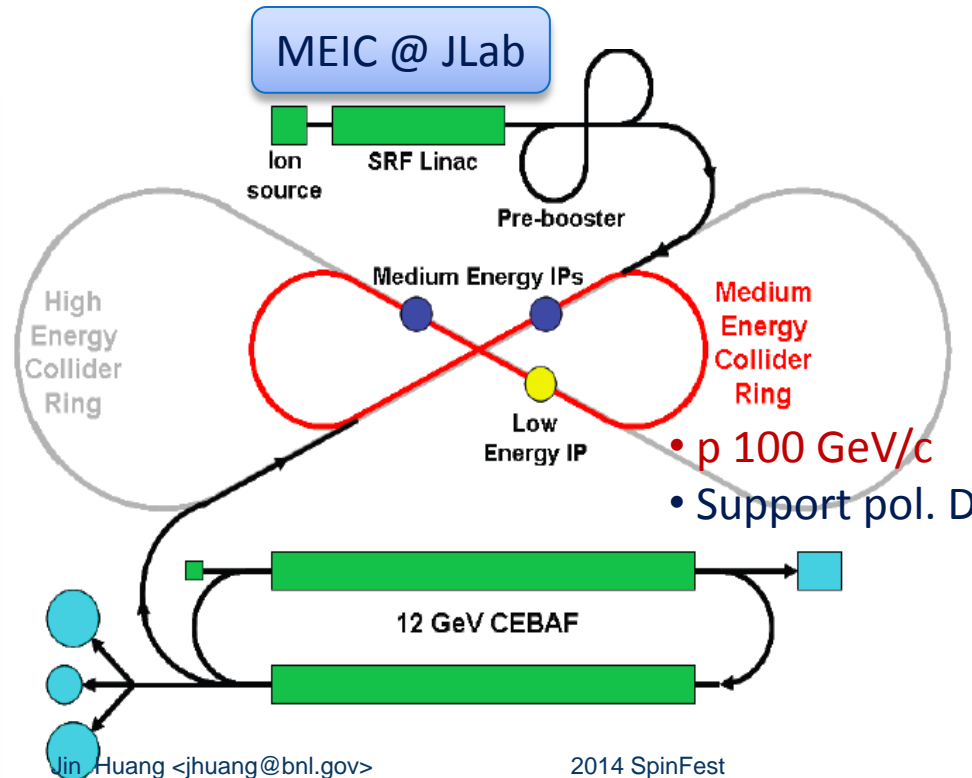 MEIC @ JLab
Ion
source
SRF Linac
Pre-booster
Medium Energy IPs
High
Energy
Collider
Ring
Medium
Energy
Collider
Ring
Low
Energy IP
• p 100 GeV/c
• Support pol. D
12 GeV CEBAF
Jin Huang <jhuang@bnl.gov>
2014 SpinFest